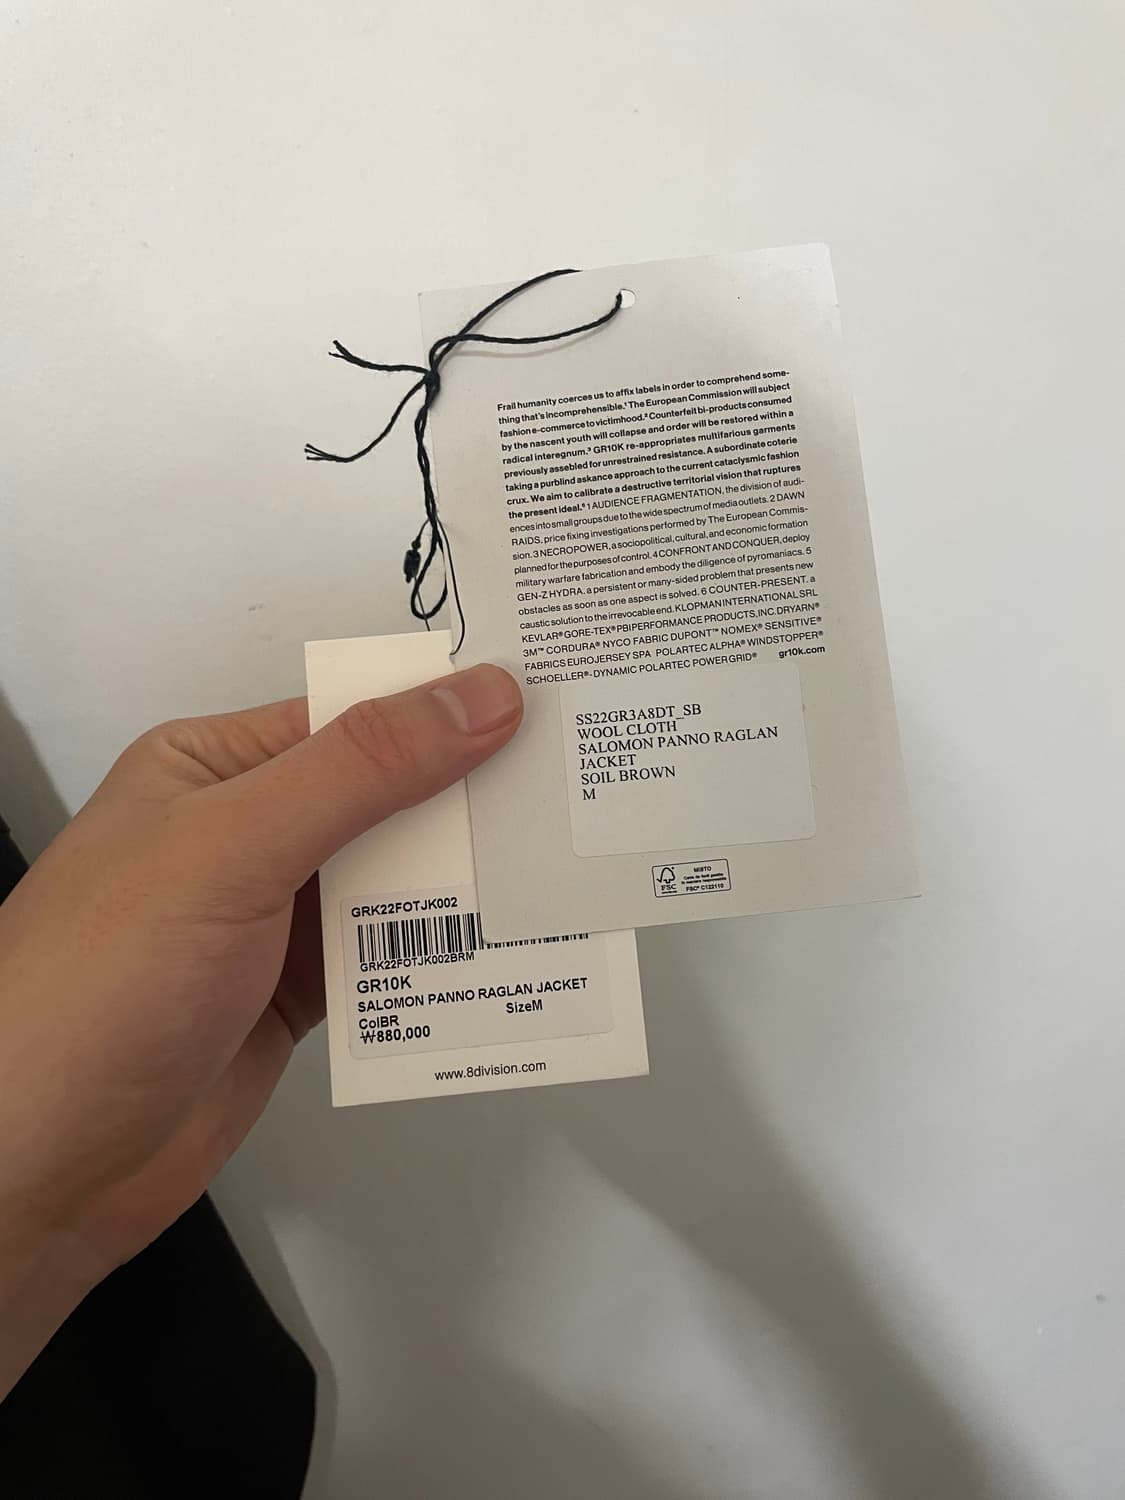 Frail humanity coerces us to affix labels in order to comprehend some-
thing that's incomprehensible.¹ The European Commission will subject
fashion e-commerce to victimhood.² Counterfeit bi-products consumed
by the nascent youth will collapse and order will be restored within a
radical interegnum.³ GR10K re-appropriates multifarious garments
previously assebled for unrestrained resistance. A subordinate coterie
taking a purblind askance approach to the current cataclysmic fashion
crux. We aim to calibrate a destructive territorial vision that ruptures
the present ideal.⁶ 1 AUDIENCE FRAGMENTATION, the division of audi-
ences into small groups due to the wide spectrum of media outlets. 2 DAWN
RAIDS, price fixing investigations performed by The European Commis-
sion. 3 NECROPOWER, a sociopolitical, cultural, and economic formation
planned for the purposes of control. 4 CONFRONT AND CONQUER, deploy
military warfare fabrication and embody the diligence of pyromaniacs. 5
GEN-Z HYDRA, a persistent or many-sided problem that presents new
obstacles as soon as one aspect is solved. 6 COUNTER-PRESENT, a
caustic solution to the irrevocable end. KLOPMAN INTERNATIONAL SRL
KEVLAR® GORE-TEX® PBI PERFORMANCE PRODUCTS, INC. DRYARN®
3M™ CORDURA® NYCO FABRIC DUPONT™ NOMEX® SENSITIVE®
FABRICS EUROJERSEY SPA POLARTEC ALPHA® WINDSTOPPER®
SCHOELLER®-DYNAMIC POLARTEC POWER GRID® gr10k.com
SS22GR3A8DT_SB
WOOL CLOTH
SALOMON PANNO RAGLAN
JACKET
SOIL BROWN
M
FSC
MISTO
FSC® C122110
GRK22FOTJK002
GRK22FOTJK002BRM
GR10K
SALOMON PANNO RAGLAN JACKET
ColBR SizeM
₩880,000
www.8division.com